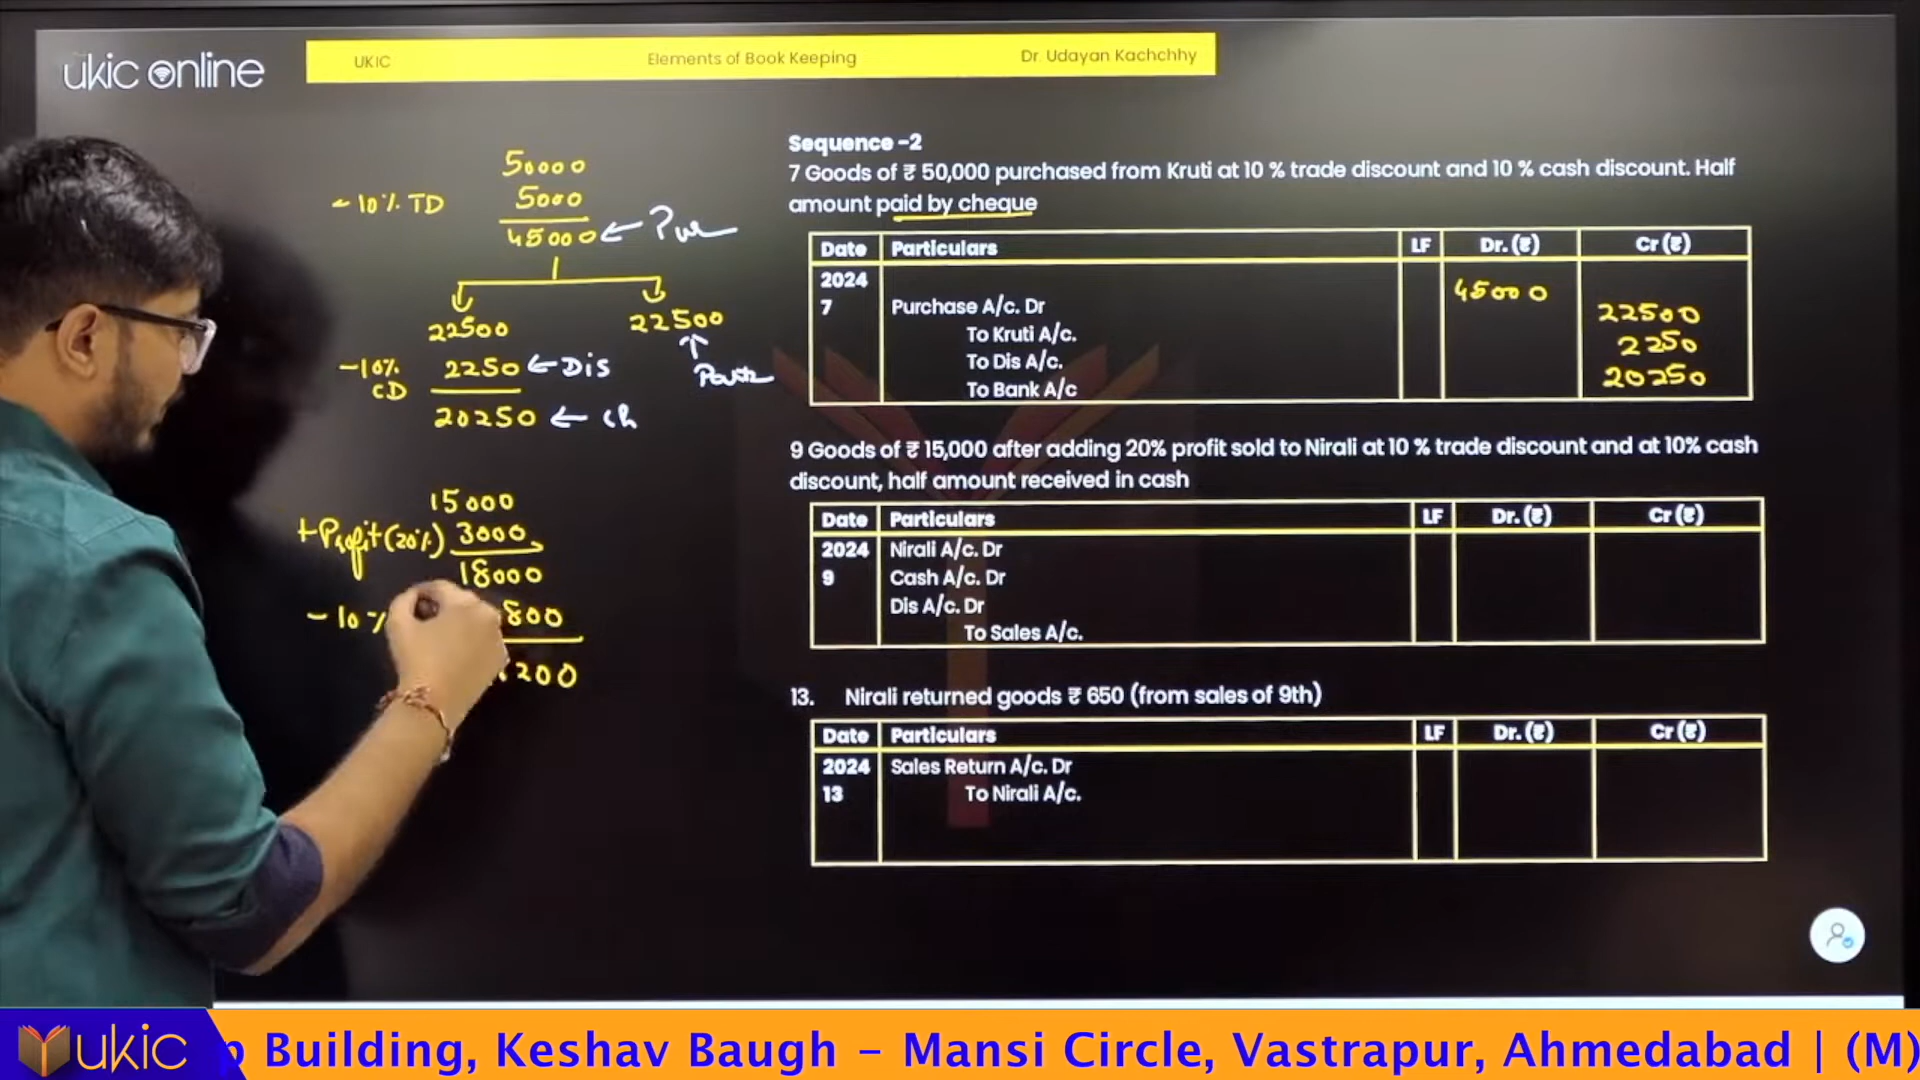 ukic online
UKIC Elements of Book Keeping Dr. Udayan Kachchhy
50000
- 10% TD 5000
45000 ← Pur
22500 22500
-10% CD 2250 ← Dis
20250 ← Ch
15000
+ Profit (20%) 3000
18000
- 10% 800
200
Sequence -2
7 Goods of ₹ 50,000 purchased from Kruti at 10 % trade discount and 10 % cash discount. Half
amount paid by cheque
Date Particulars LF Dr. (₹) Cr (₹)
2024
7 Purchase A/c. Dr 45000
To Kruti A/c. 22500
To Dis A/c. 2250
To Bank A/c 20250
9 Goods of ₹ 15,000 after adding 20% profit sold to Nirali at 10 % trade discount and at 10% cash
discount, half amount received in cash
Date Particulars LF Dr. (₹) Cr (₹)
2024 Nirali A/c. Dr
9 Cash A/c. Dr
Dis A/c. Dr
To Sales A/c.
13. Nirali returned goods ₹ 650 (from sales of 9th)
Date Particulars LF Dr. (₹) Cr (₹)
2024 Sales Return A/c. Dr
13 To Nirali A/c.
ukic p Building, Keshav Baugh – Mansi Circle, Vastrapur, Ahmedabad | (M)